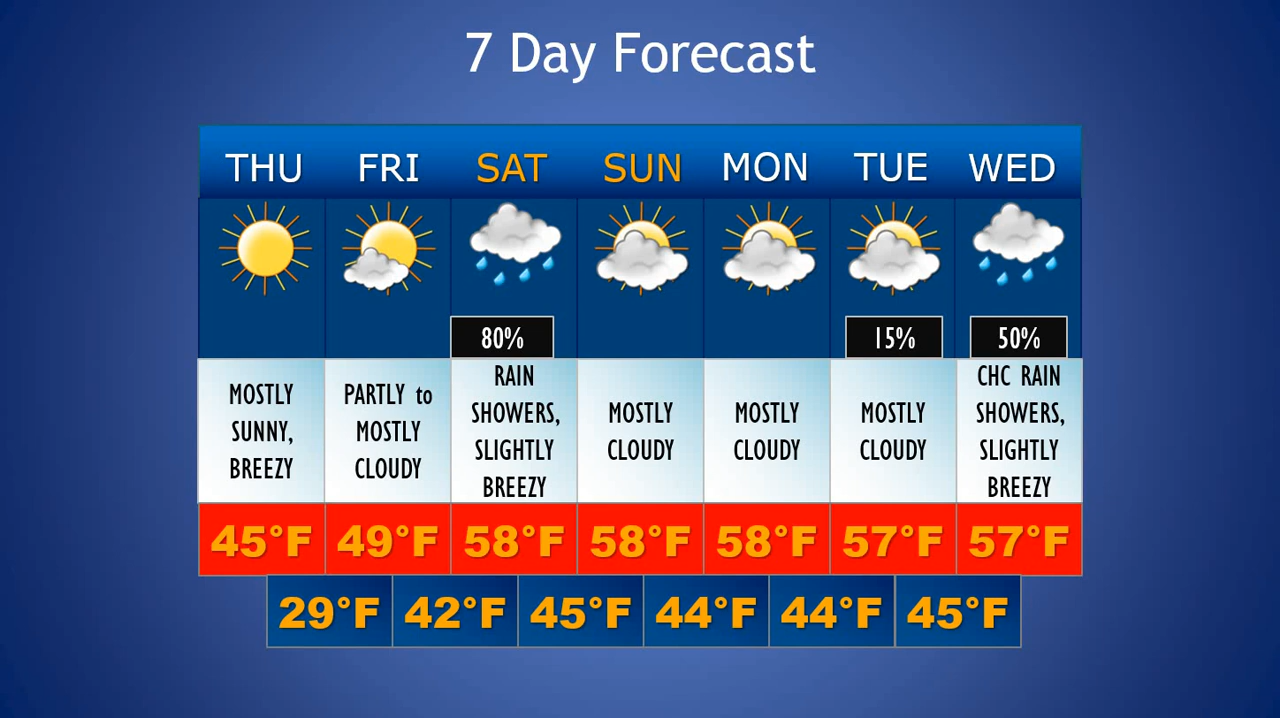 7 Day Forecast
THU FRI SAT SUN MON TUE WED
80% 15% 50%
MOSTLY
SUNNY,
BREEZY
PARTLY to
MOSTLY
CLOUDY
RAIN
SHOWERS,
SLIGHTLY
BREEZY
MOSTLY
CLOUDY
MOSTLY
CLOUDY
MOSTLY
CLOUDY
CHC RAIN
SHOWERS,
SLIGHTLY
BREEZY
45°F 49°F 58°F 58°F 58°F 57°F 57°F
29°F 42°F 45°F 44°F 44°F 45°F